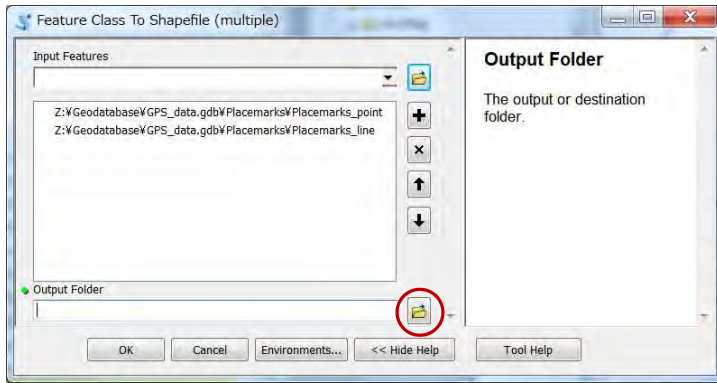 Feature Class To Shapefile (multiple)
Input Features
Z:¥Geodatabase¥GPS_data.gdb¥Placemarks¥Placemarks_point
Z:¥Geodatabase¥GPS_data.gdb¥Placemarks¥Placemarks_line
Output Folder
OK
Cancel
Environments...
<< Hide Help
Output Folder
The output or destination
folder.
Tool Help